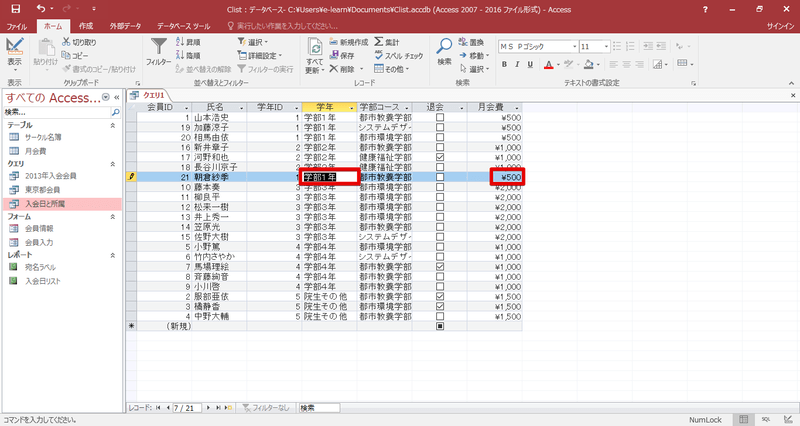 Clist : データベース- C:¥Users¥e-learn¥Documents¥Clist.accdb (Access 2007 - 2016 ファイル形式) - Access
ファイル ホーム 作成 外部データ データベース ツール 実行したい作業を入力してください。 サインイン
表示 貼り付け 切り取り コピー 書式のコピー/貼り付け
フィルター 昇順 降順 並べ替えの解除 選択 詳細設定 フィルターの実行
すべて更新 新規作成 保存 削除 集計 スペル チェック その他
検索 置換 移動 選択
ＭＳ Ｐゴシック 11
B I U A
表示 クリップボード 並べ替えとフィルター レコード 検索 テキストの書式設定
すべての Access...
検索...
テーブル
サークル名簿
月会費
クエリ
2013年入会会員
東京都会員
入会日と所属
フォーム
会員情報
会員入力
レポート
宛名ラベル
入会日リスト
クエリ1
会員ID 氏名 学年ID 学年 学部コース 退会 月会費
1 山本浩史 1 学部1年 都市教養学部 ¥500
19 加藤涼子 1 学部1年 システムデザイ ¥500
20 相馬由依 1 学部1年 都市環境学部 ¥500
16 新井章子 2 学部2年 都市教養学部 ¥1,000
17 河野和也 2 学部2年 健康福祉学部 ¥1,000
18 長谷川京子 2 学部2年 健康福祉学部 ¥1,000
21 朝倉紗季 1 学部1年 都市教養学部 ¥500
10 藤本奏 3 学部3年 都市教養学部 ¥2,000
11 柳良平 3 学部3年 都市教養学部 ¥2,000
12 松来一樹 3 学部3年 都市環境学部 ¥2,000
13 井上秀一 3 学部3年 都市教養学部 ¥2,000
14 笠原光 3 学部3年 都市教養学部 ¥2,000
15 佐野大樹 3 学部3年 システムデザイ ¥2,000
5 小野篤 4 学部4年 都市環境学部 ¥1,000
6 竹内さやか 4 学部4年 システムデザイ ¥1,000
7 馬場理絵 4 学部4年 都市教養学部 ¥1,000
8 斉藤絢音 4 学部4年 都市環境学部 ¥1,000
9 小川啓 4 学部4年 都市教養学部 ¥1,000
2 服部亜依 5 院生その他 都市教養学部 ¥1,500
3 橘静香 5 院生その他 都市教養学部 ¥1,500
4 中野大輔 5 院生その他 都市教養学部 ¥1,500
(新規)
レコード: 7 / 21 フィルターなし 検索
コマンドを入力してください。 NumLock SQL